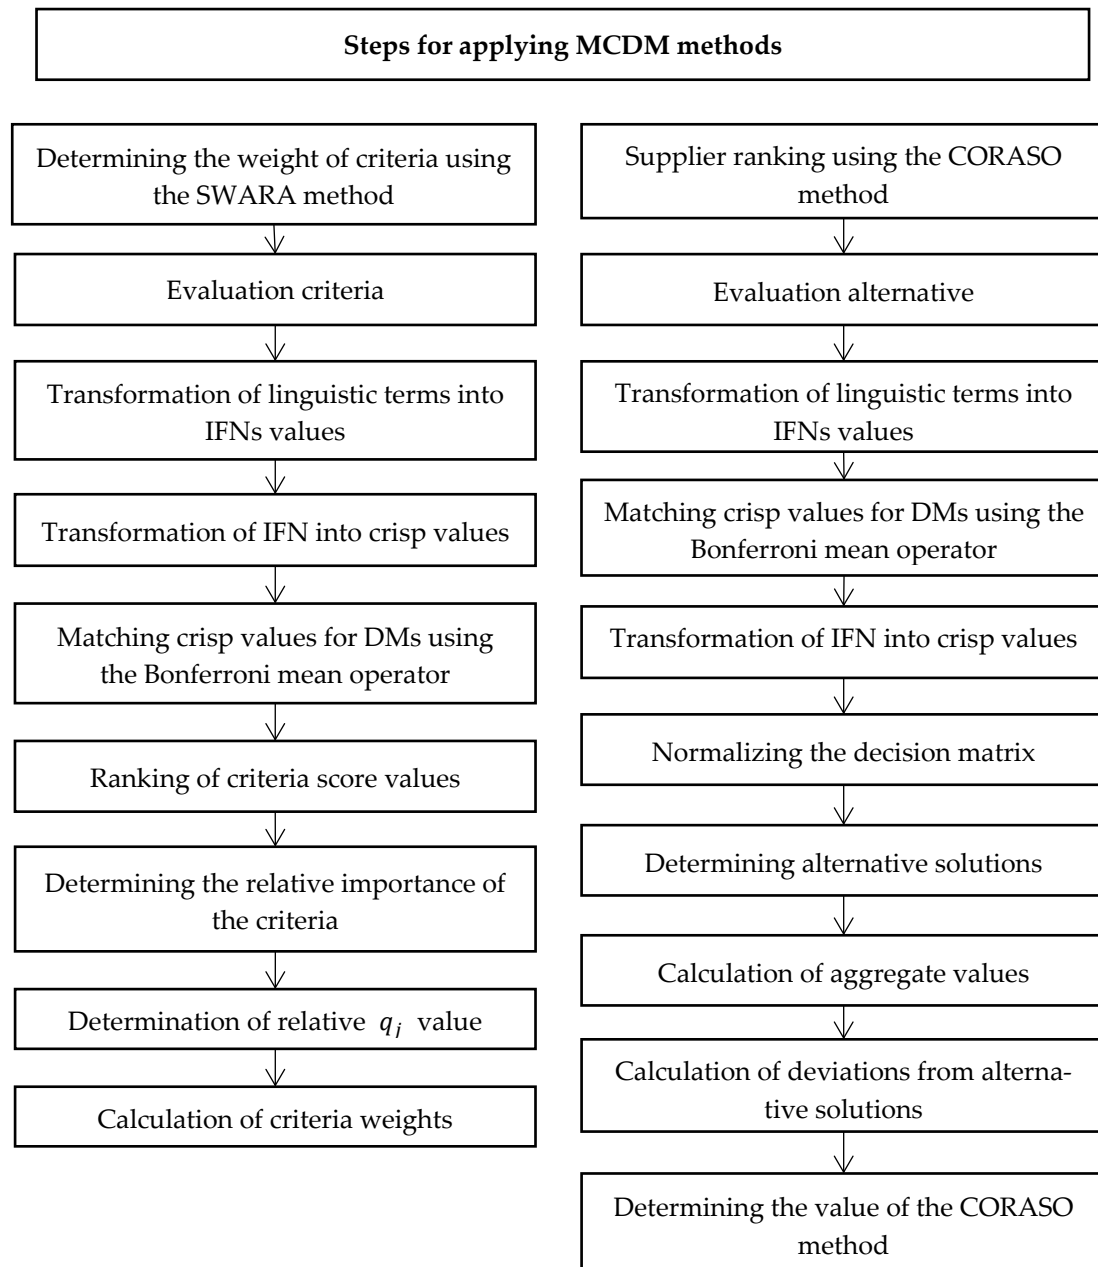 Steps for applying MCDM methods
Determining the weight of criteria using
the SWARA method
Evaluation criteria
Transformation of linguistic terms into
IFNs values
Transformation of IFN into crisp values
Matching crisp values for DMs using
the Bonferroni mean operator
Ranking of criteria score values
Determining the relative importance of
the criteria
Determination of relative q_j value
Calculation of criteria weights
Supplier ranking using the CORASO
method
Evaluation alternative
Transformation of linguistic terms into
IFNs values
Matching crisp values for DMs using the
Bonferroni mean operator
Transformation of IFN into crisp values
Normalizing the decision matrix
Determining alternative solutions
Calculation of aggregate values
Calculation of deviations from alterna-
tive solutions
Determining the value of the CORASO
method